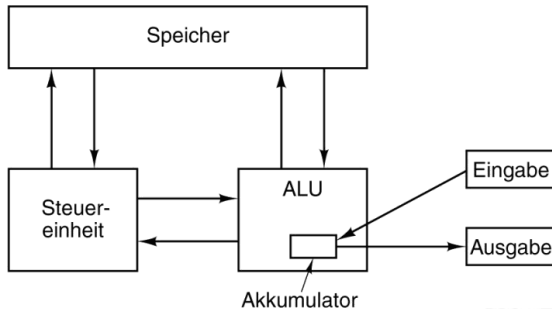 Speicher
Steuer-
einheit
ALU
Eingabe
Ausgabe
Akkumulator